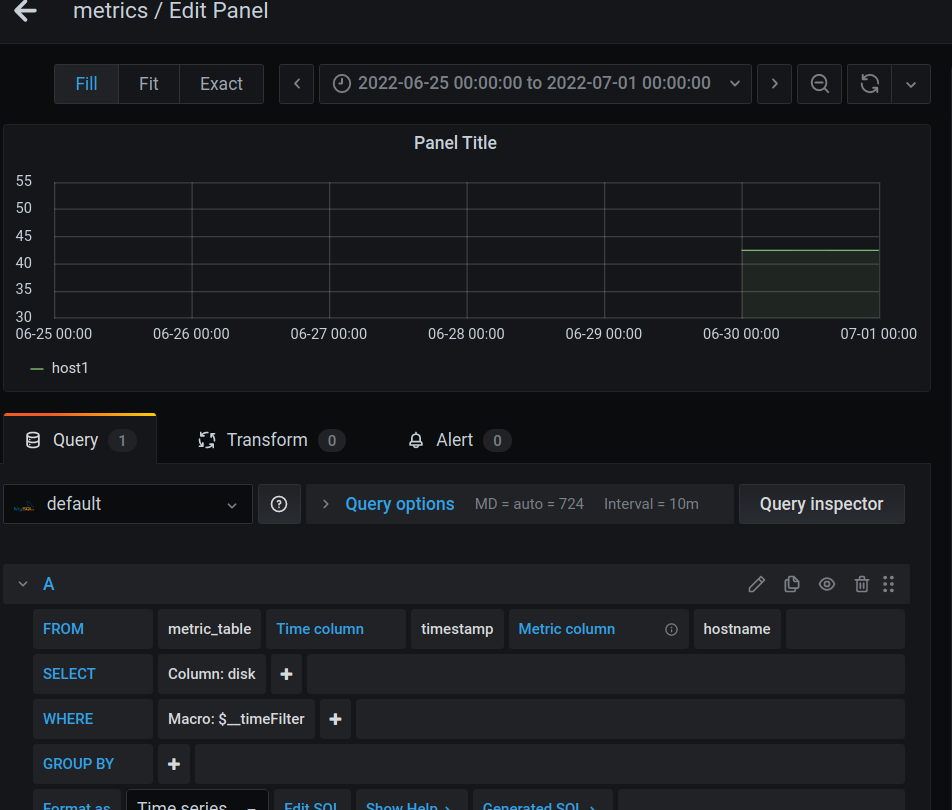 metrics / Edit Panel
Fill Fit Exact 2022-06-25 00:00:00 to 2022-07-01 00:00:00
Panel Title
55
50
45
40
35
30
06-25 00:00 06-26 00:00 06-27 00:00 06-28 00:00 06-29 00:00 06-30 00:00 07-01 00:00
host1
Query 1 Transform 0 Alert 0
MySQL default Query options MD = auto = 724 Interval = 10m Query inspector
A
FROM metric_table Time column timestamp Metric column hostname
SELECT Column: disk
WHERE Macro: $__timeFilter
GROUP BY
Format as Time series Edit SQL Show Help Generated SQL